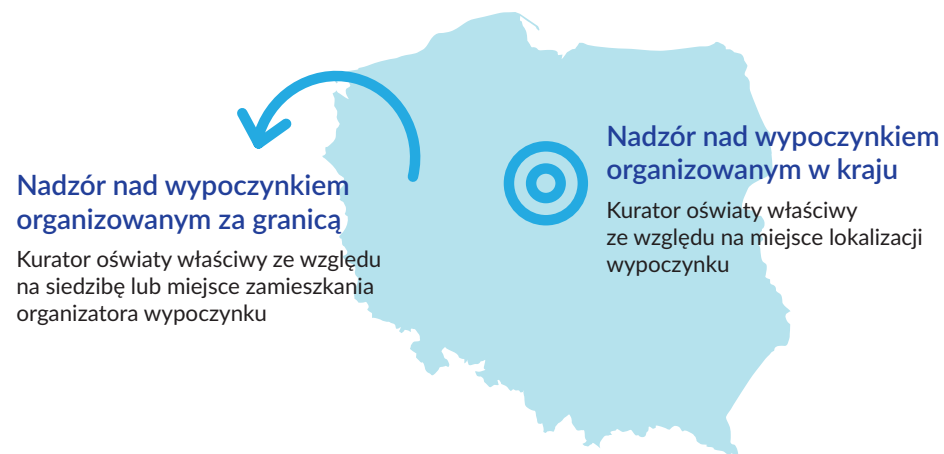 Nadzór nad wypoczynkiem
organizowanym za granicą
Kurator oświaty właściwy ze względu
na siedzibę lub miejsce zamieszkania
organizatora wypoczynku
Nadzór nad wypoczynkiem
organizowanym w kraju
Kurator oświaty właściwy
ze względu na miejsce lokalizacji
wypoczynku